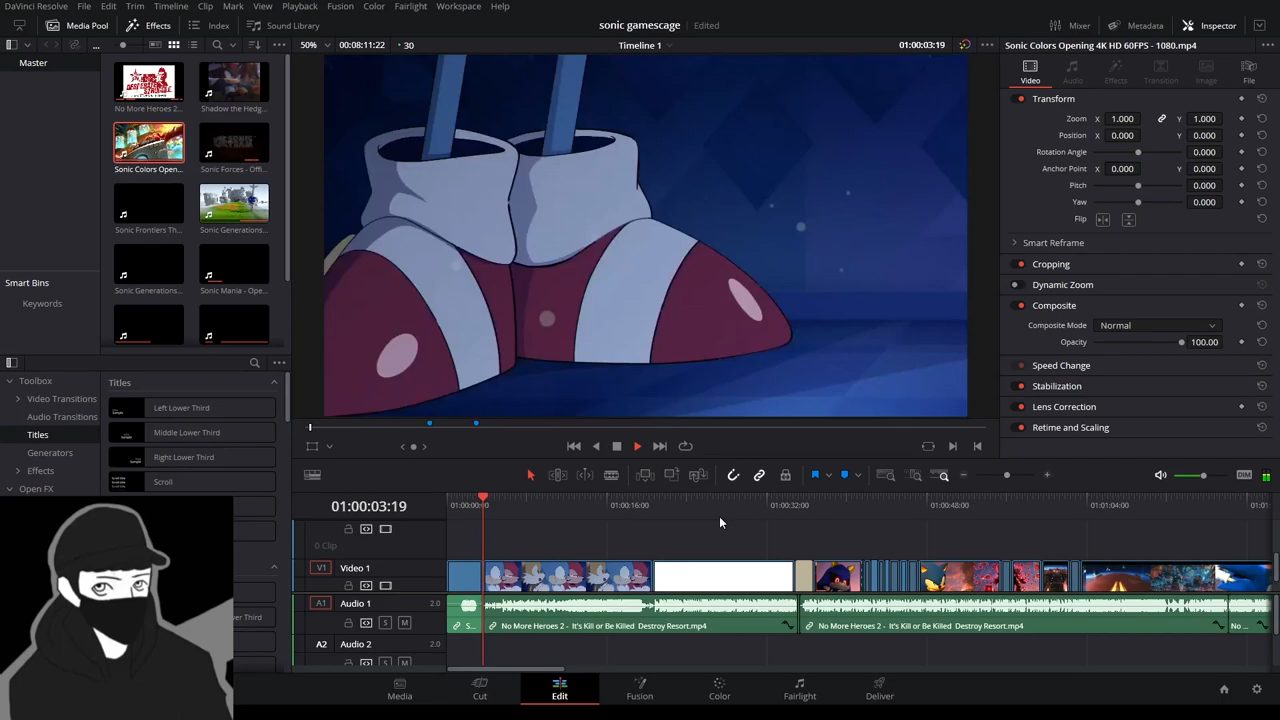 DaVinci Resolve File Edit Trim Timeline Clip Mark View Playback Fusion Color Fairlight Workspace Help
Media Pool Effects Index Sound Library sonic gamescage Edited Mixer Metadata Inspector
... 50% 00:08:11:22 30 Timeline 1 01:00:03:19 Sonic Colors Opening 4K HD 60FPS - 1080.mp4
Master
Video Audio Effects Transition Image File
No More Heroes 2... Shadow the Hedg...
Sonic Colors Open... Sonic Forces - Offi...
Sonic Frontiers Th... Sonic Generations...
Sonic Generations... Sonic Mania - Ope...
Smart Bins
Keywords
Transform
Zoom X 1.000 Y 1.000
Position X 0.000 Y 0.000
Rotation Angle 0.000
Anchor Point X 0.000 Y 0.000
Pitch 0.000
Yaw 0.000
Flip
Smart Reframe
Cropping
Dynamic Zoom
Composite
Composite Mode Normal
Opacity 100.00
Speed Change
Stabilization
Lens Correction
Retime and Scaling
Toolbox
Video Transitions
Audio Transitions
Titles
Generators
Effects
Open FX
Titles
Left Lower Third
Middle Lower Third
Right Lower Third
Scroll
DIM
01:00:03:19 01:00:16:00 01:00:32:00 01:00:48:00 01:01:04:00
0 Clip
V1 Video 1
A1 Audio 1 2.0
S M
S... No More Heroes 2 - It's Kill or Be Killed Destroy Resort.mp4 No More Heroes 2 - It's Kill or Be Killed Destroy Resort.mp4 No ...
A2 Audio 2 2.0
Media Cut Edit Fusion Color Fairlight Deliver